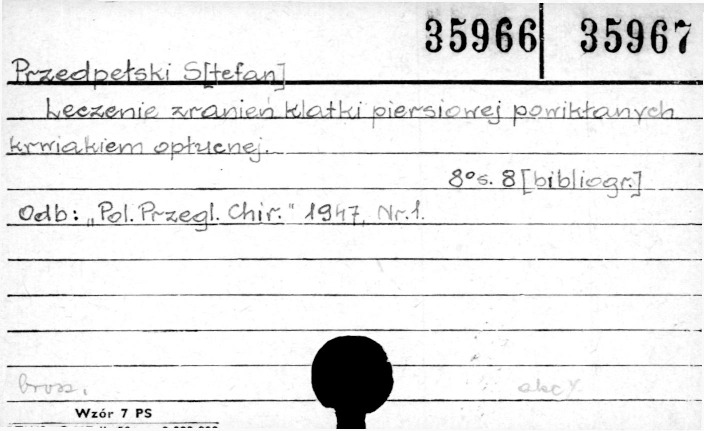 35966 35967
Przedpełski S[tefan]
Leczenie zranień klatki piersiowej powikłanych
krwiakiem opłucnej.
8° s. 8 [bibliogr.]
Odb: „Pol. Przegl. Chir." 1947, Nr. 1.
brosz.
Wzór 7 PS